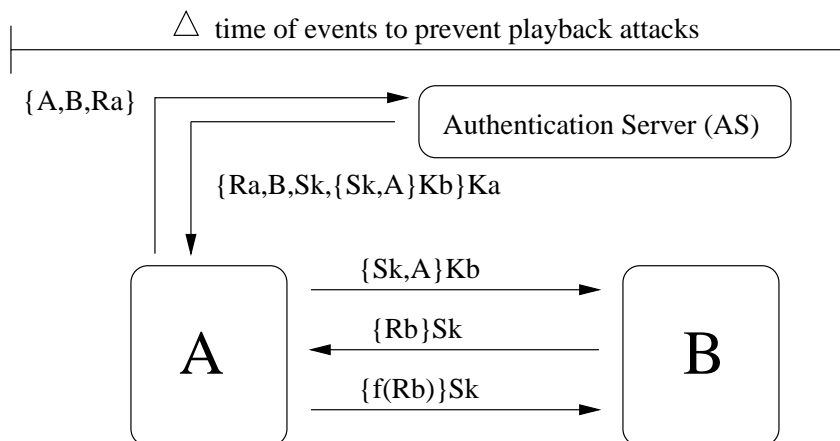 △ time of events to prevent playback attacks
{A,B,Ra}
Authentication Server (AS)
{Ra,B,Sk,{Sk,A}Kb}Ka
{Sk,A}Kb
A
{Rb}Sk
B
{f(Rb)}Sk